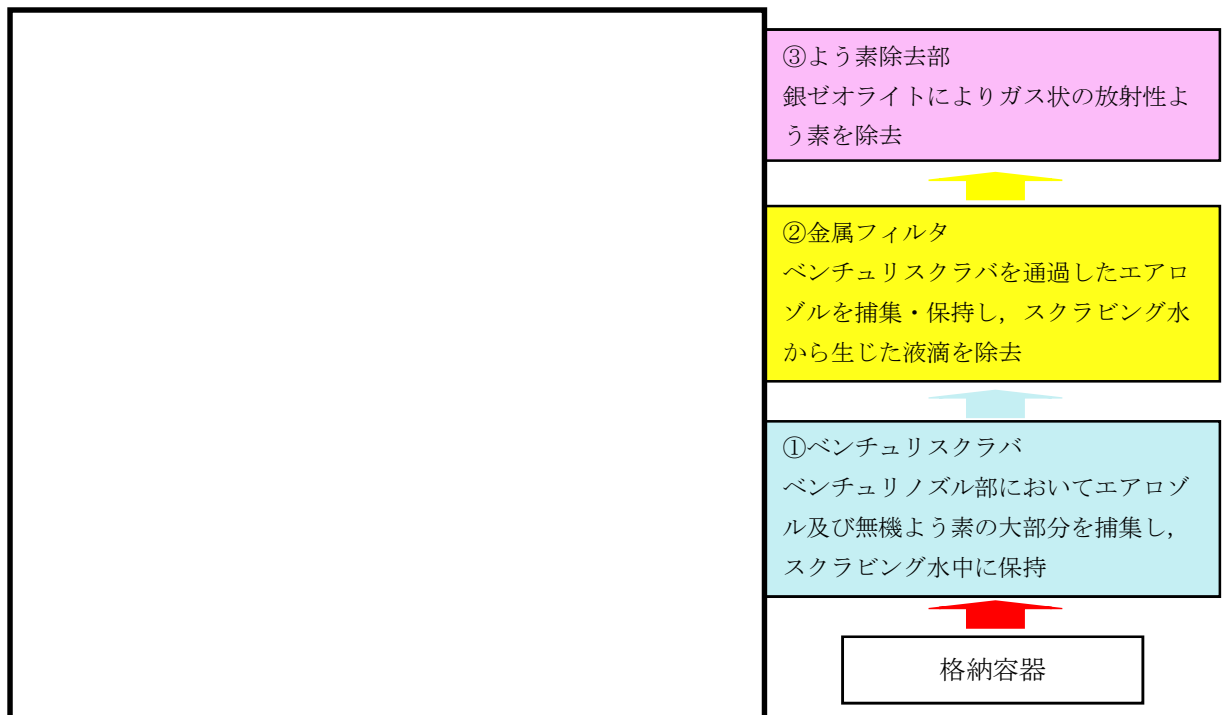 ③よう素除去部
銀ゼオライトによりガス状の放射性よ
う素を除去
②金属フィルタ
ベンチュリスクラバを通過したエアロ
ゾルを捕集・保持し，スクラビング水
から生じた液滴を除去
①ベンチュリスクラバ
ベンチュリノズル部においてエアロゾ
ル及び無機よう素の大部分を捕集し，
スクラビング水中に保持
格納容器